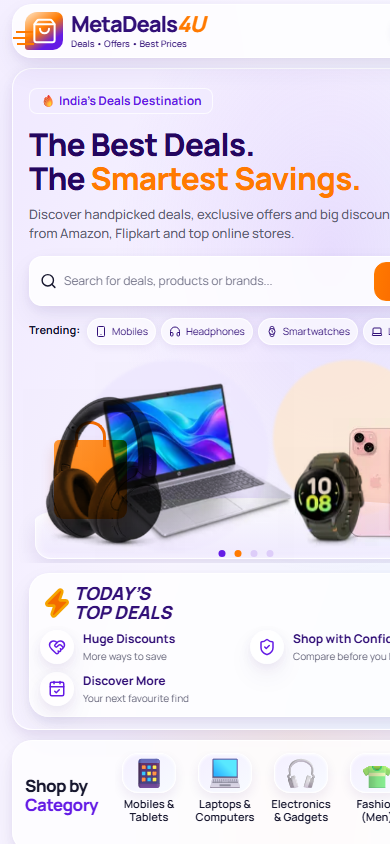 MetaDeals4U
Deals • Offers • Best Prices
India's Deals Destination
The Best Deals.
The Smartest Savings.
Discover handpicked deals, exclusive offers and big discoun
from Amazon, Flipkart and top online stores.
Search for deals, products or brands...
Trending: Mobiles Headphones Smartwatches L
10
08
TODAY'S
TOP DEALS
Huge Discounts
More ways to save
Shop with Confid
Compare before you b
Discover More
Your next favourite find
Shop by
Category
Mobiles &
Tablets
Laptops &
Computers
Electronics
& Gadgets
Fashio
(Men)